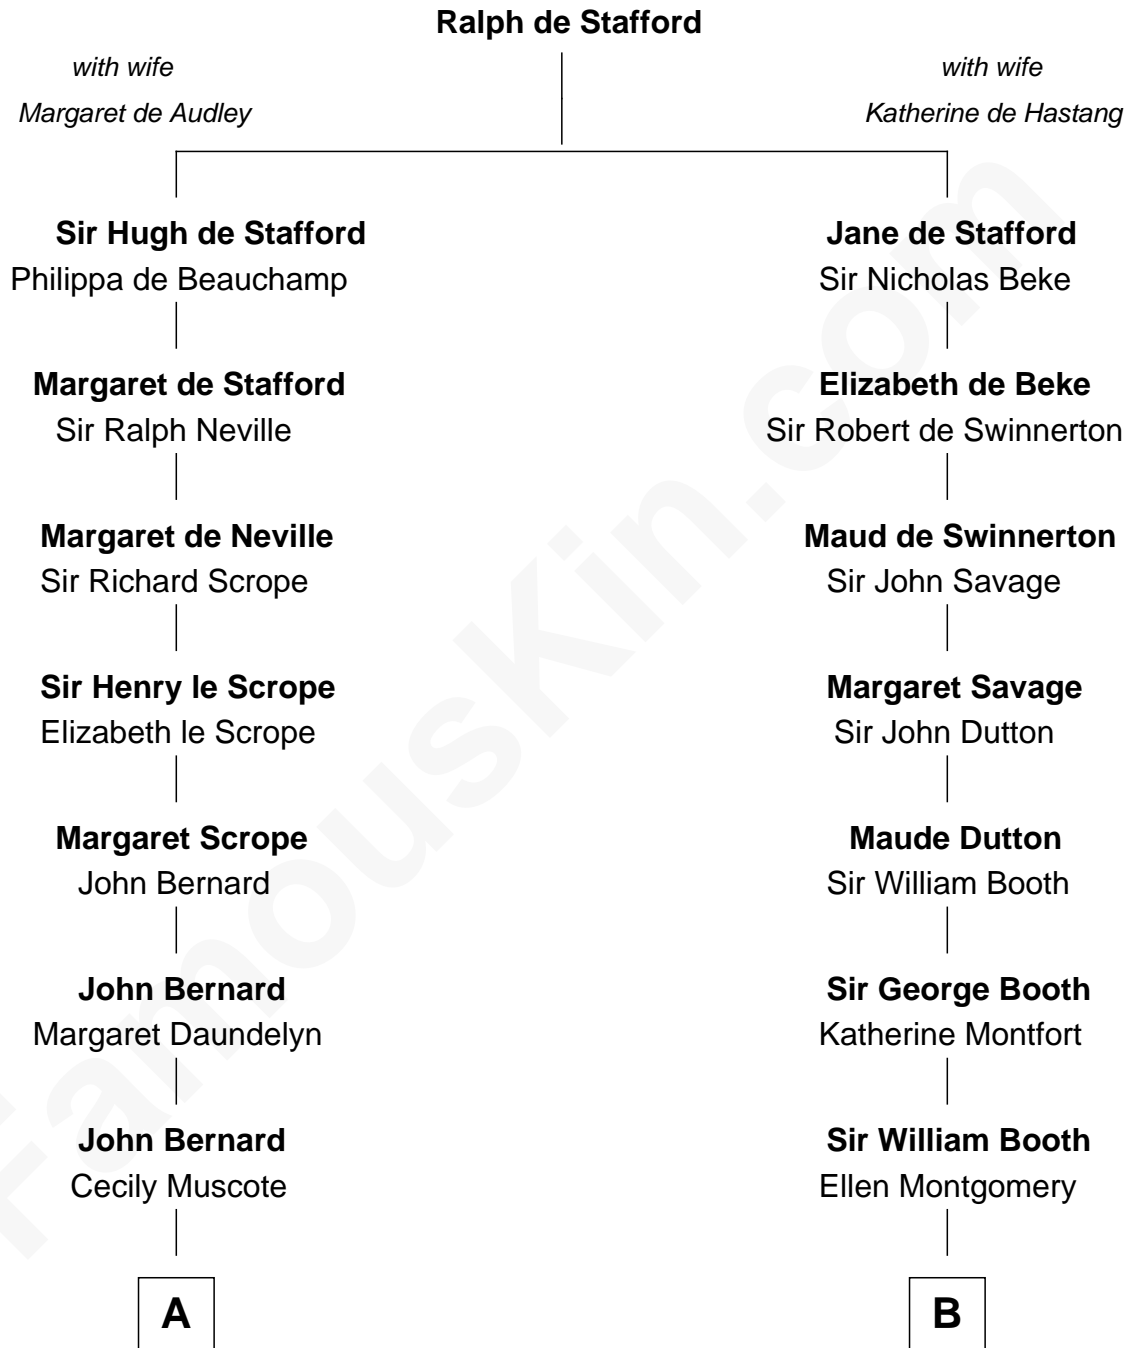 Ralph de Stafford
with wife
Margaret de Audley
with wife
Katherine de Hastang
Sir Hugh de Stafford
Philippa de Beauchamp
Margaret de Stafford
Sir Ralph Neville
Margaret de Neville
Sir Richard Scrope
Sir Henry le Scrope
Elizabeth le Scrope
Margaret Scrope
John Bernard
John Bernard
Margaret Daundelyn
John Bernard
Cecily Muscote
A
Jane de Stafford
Sir Nicholas Beke
Elizabeth de Beke
Sir Robert de Swinnerton
Maud de Swinnerton
Sir John Savage
Margaret Savage
Sir John Dutton
Maude Dutton
Sir William Booth
Sir George Booth
Katherine Montfort
Sir William Booth
Ellen Montgomery
B
FamousKin.com